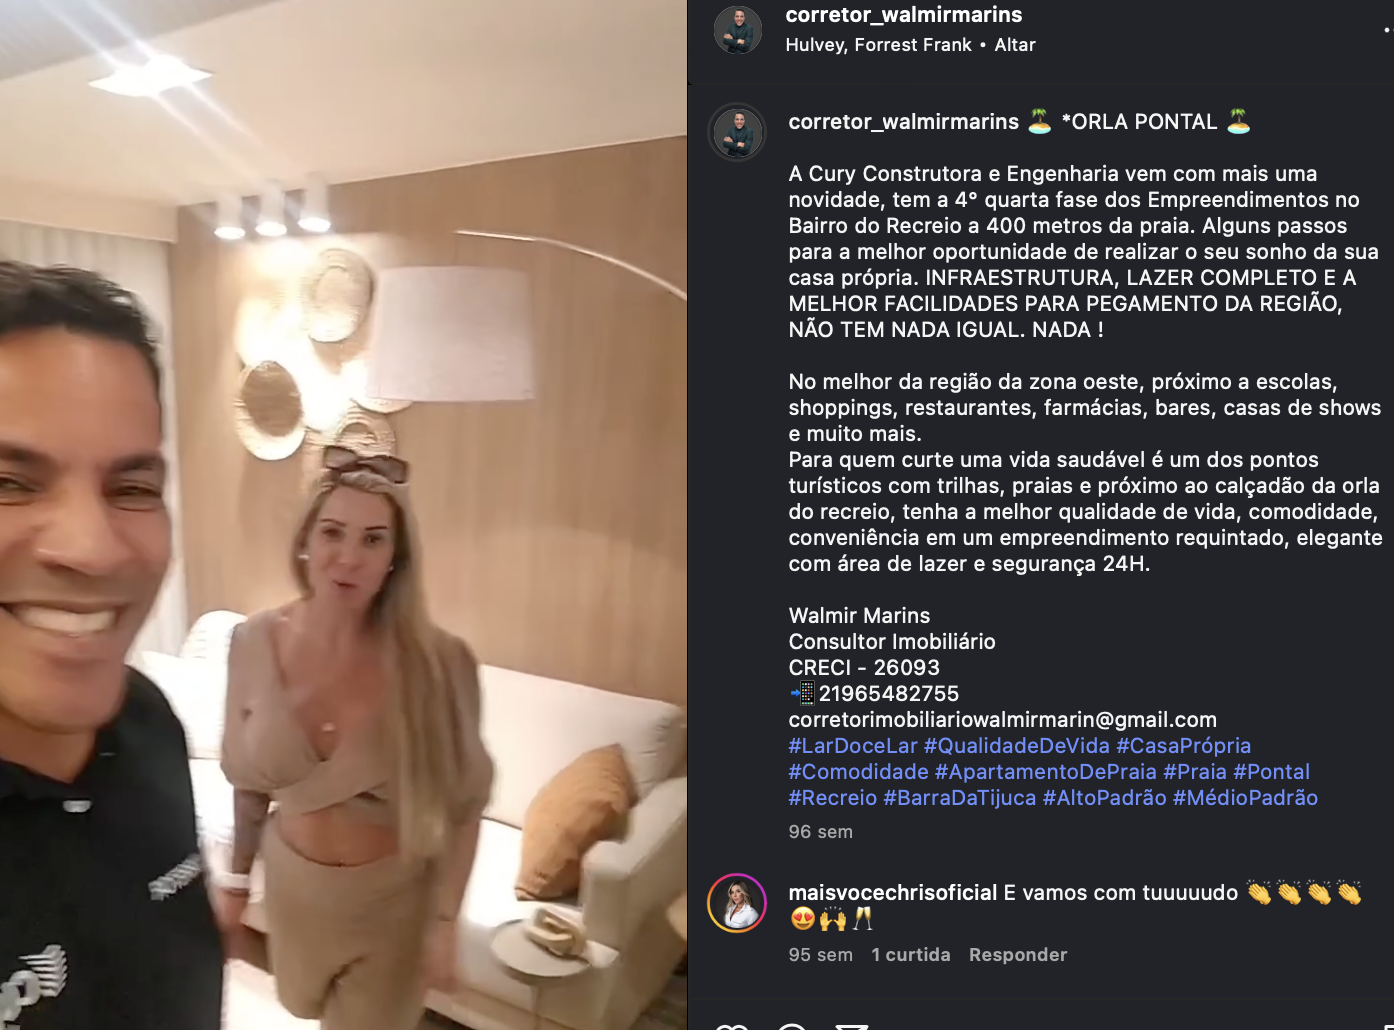 corretor_walmirmarins
Hulvey, Forrest Frank • Altar
corretor_walmirmarins 🏝️ *ORLA PONTAL 🏝️
A Cury Construtora e Engenharia vem com mais uma
novidade, tem a 4° quarta fase dos Empreendimentos no
Bairro do Recreio a 400 metros da praia. Alguns passos
para a melhor oportunidade de realizar o seu sonho da sua
casa própria. INFRAESTRUTURA, LAZER COMPLETO E A
MELHOR FACILIDADES PARA PEGAMENTO DA REGIÃO,
NÃO TEM NADA IGUAL. NADA !
No melhor da região da zona oeste, próximo a escolas,
shoppings, restaurantes, farmácias, bares, casas de shows
e muito mais.
Para quem curte uma vida saudável é um dos pontos
turísticos com trilhas, praias e próximo ao calçadão da orla
do recreio, tenha a melhor qualidade de vida, comodidade,
conveniência em um empreendimento requintado, elegante
com área de lazer e segurança 24H.
Walmir Marins
Consultor Imobiliário
CRECI - 26093
📲21965482755
corretorimobiliariowalmirmarin@gmail.com
#LarDoceLar #QualidadeDeVida #CasaPrópria
#Comodidade #ApartamentoDePraia #Praia #Pontal
#Recreio #BarraDaTijuca #AltoPadrão #MédioPadrão
96 sem
maisvocechrisoficial E vamos com tuuuuudo 👏👏👏👏
😍🙌🥂
95 sem 1 curtida Responder